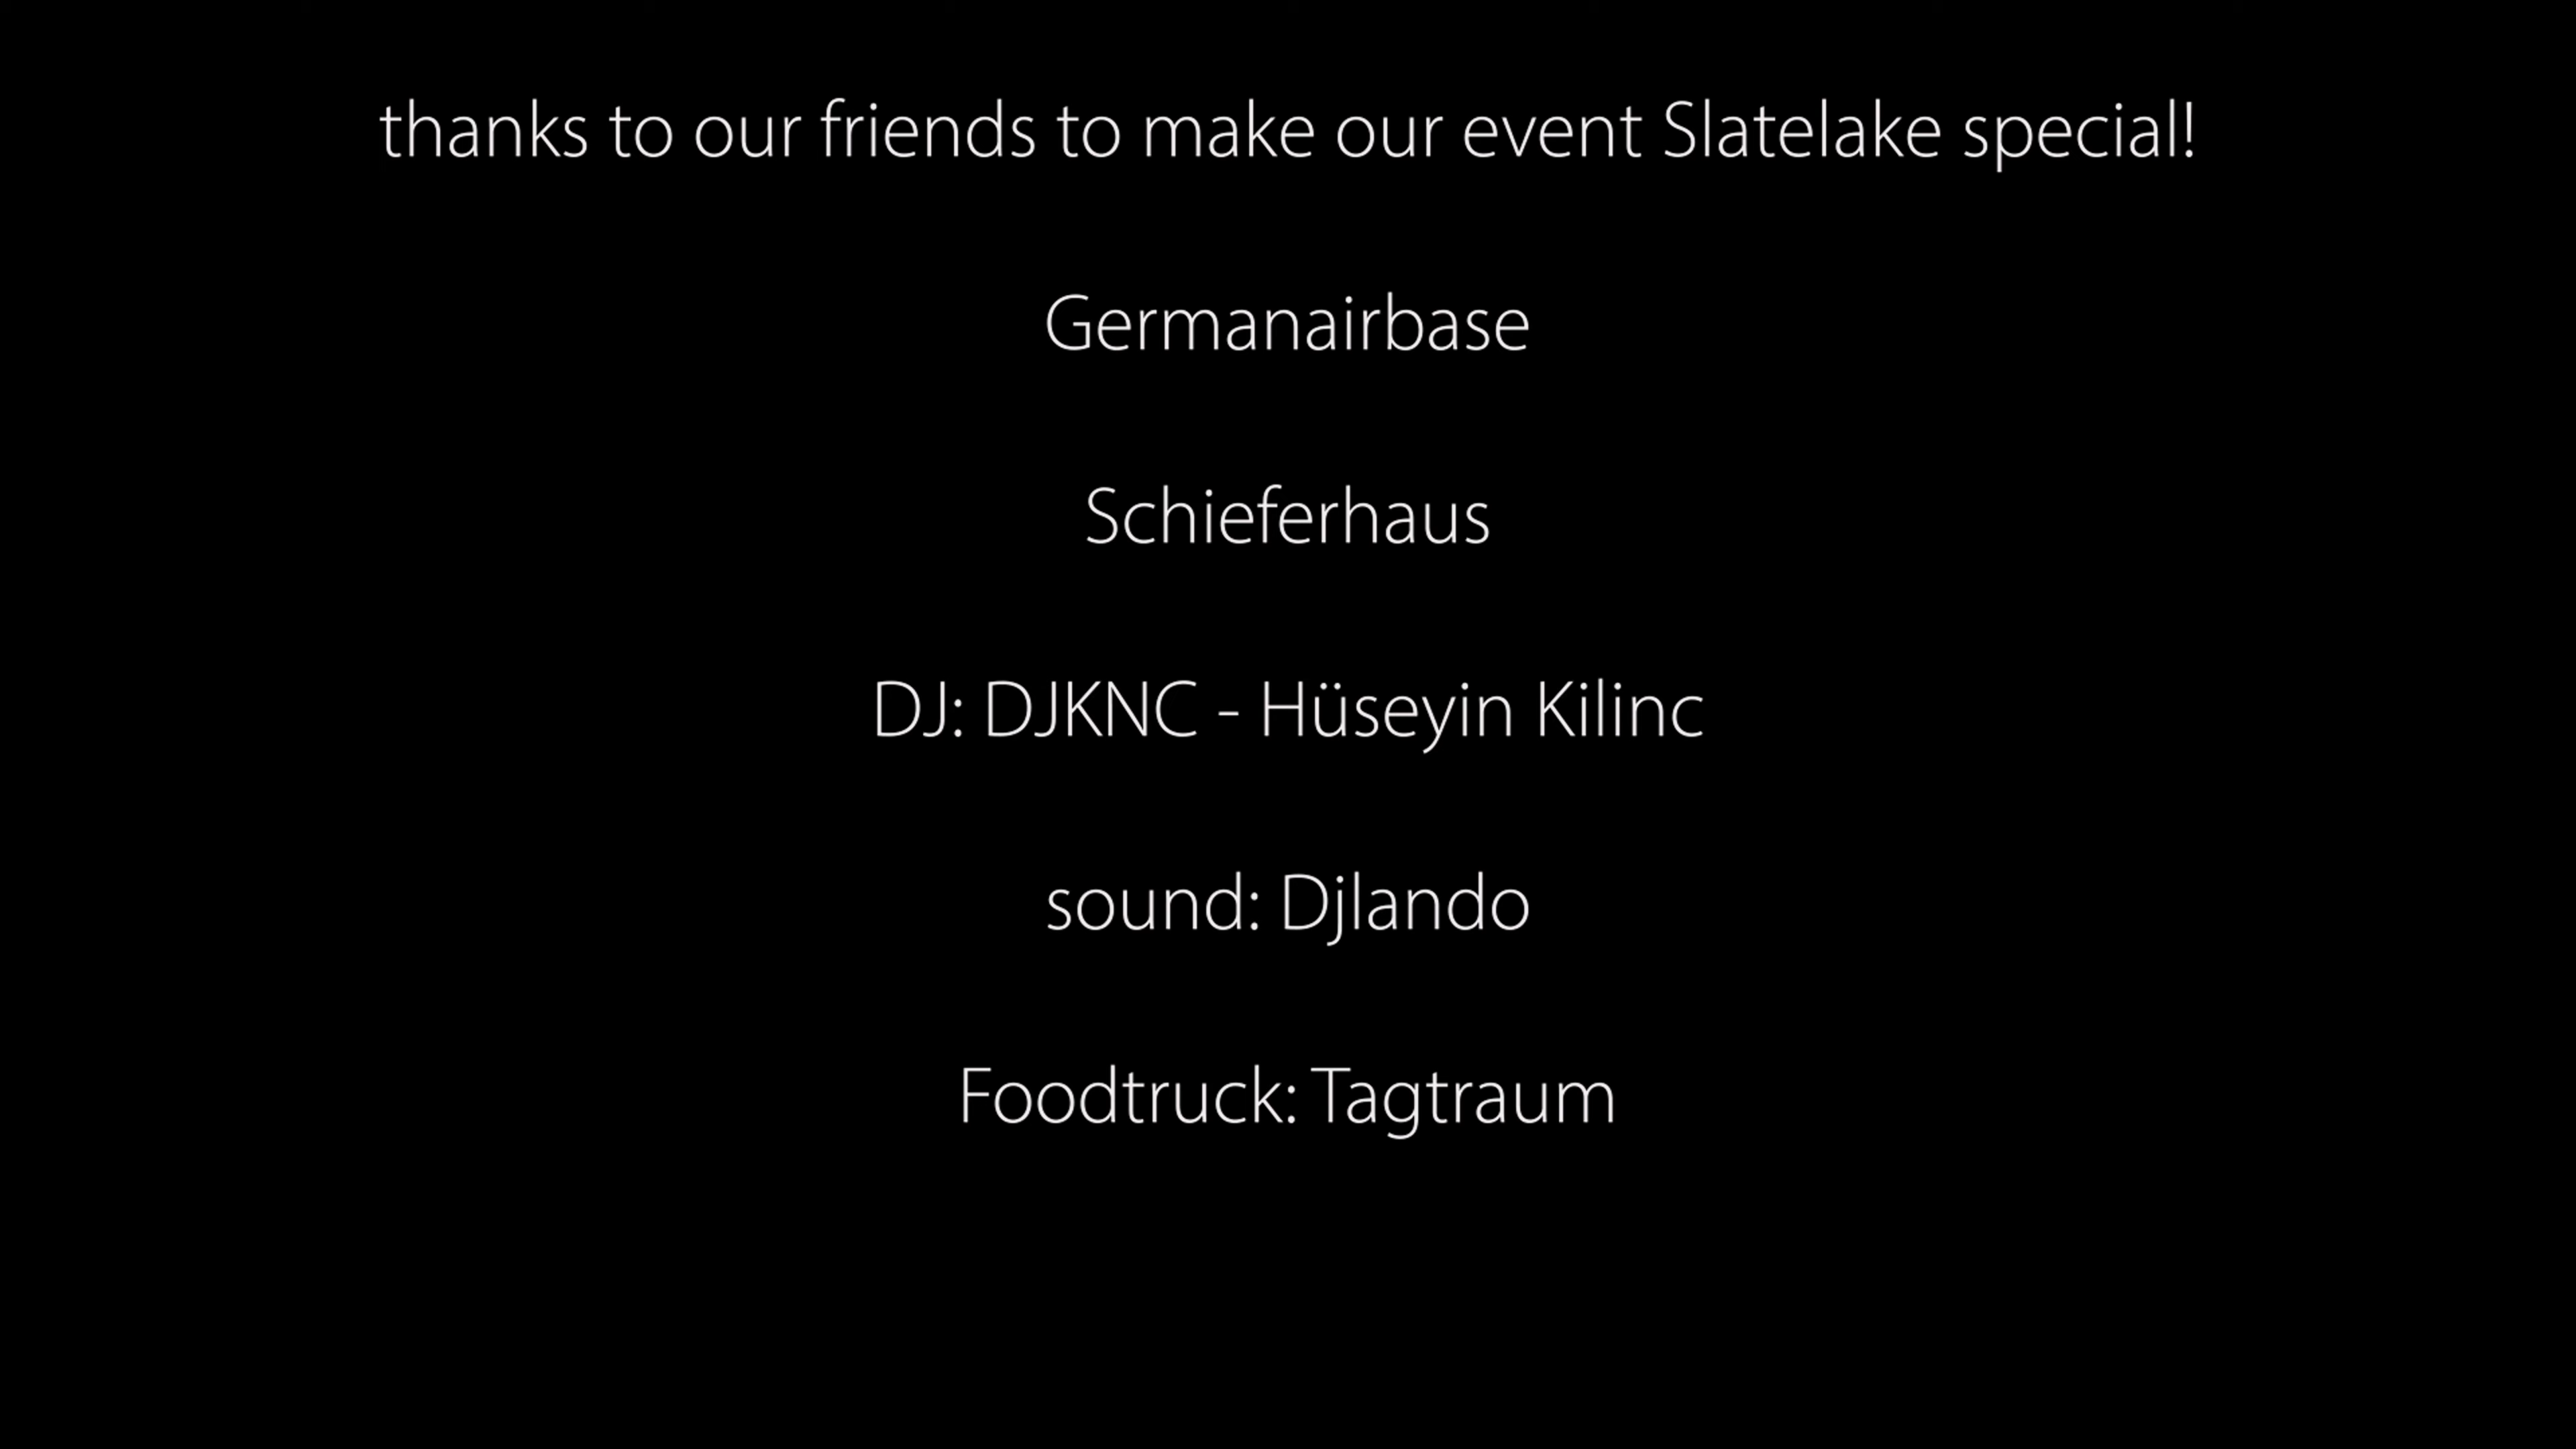 thanks to our friends to make our event Slatelake special!
Germanairbase
Schieferhaus
DJ: DJKNC - Hüseyin Kilinc
sound: Djlando
Foodtruck: Tagtraum